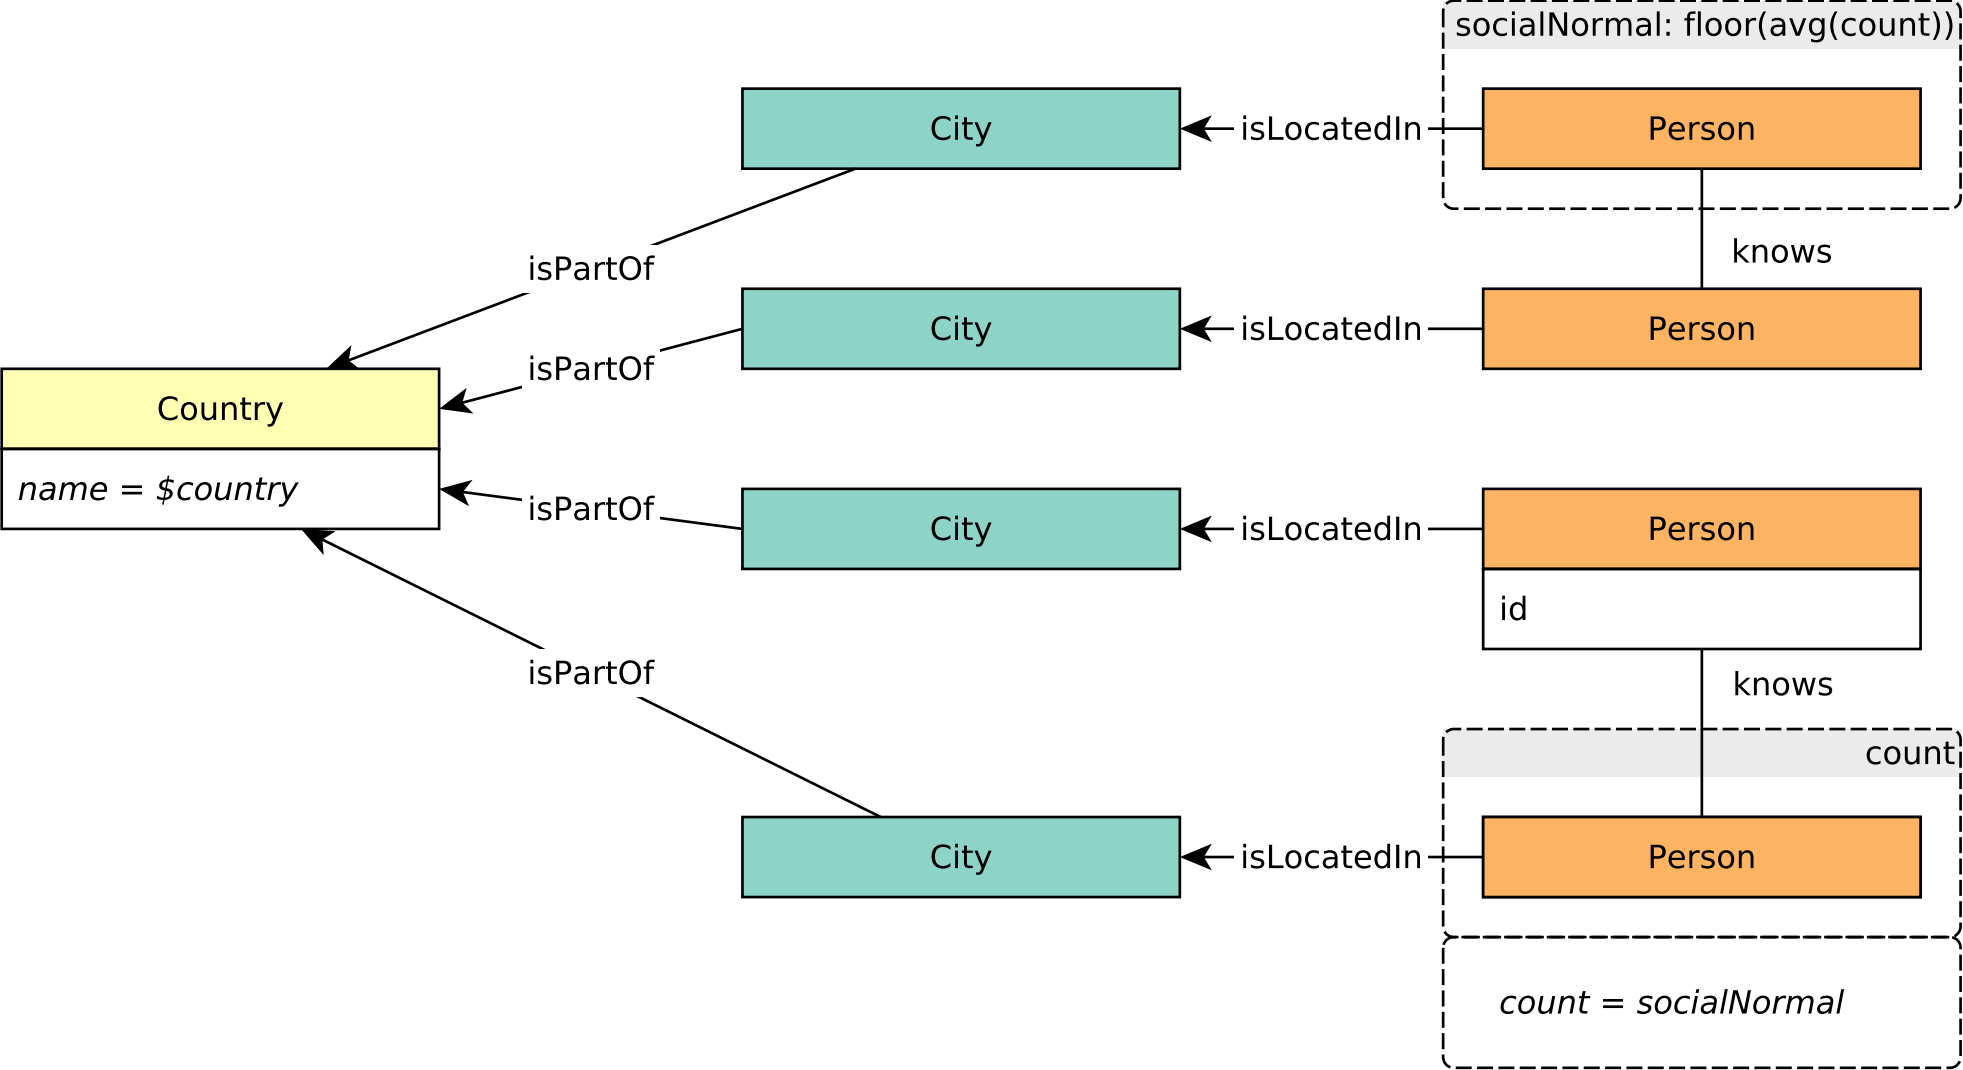 socialNormal: floor(avg(count))
City
isLocatedIn
Person
knows
isPartOf
City
isLocatedIn
Person
isPartOf
Country
name = $country
isPartOf
City
isLocatedIn
Person
id
isPartOf
knows
count
City
isLocatedIn
Person
count = socialNormal